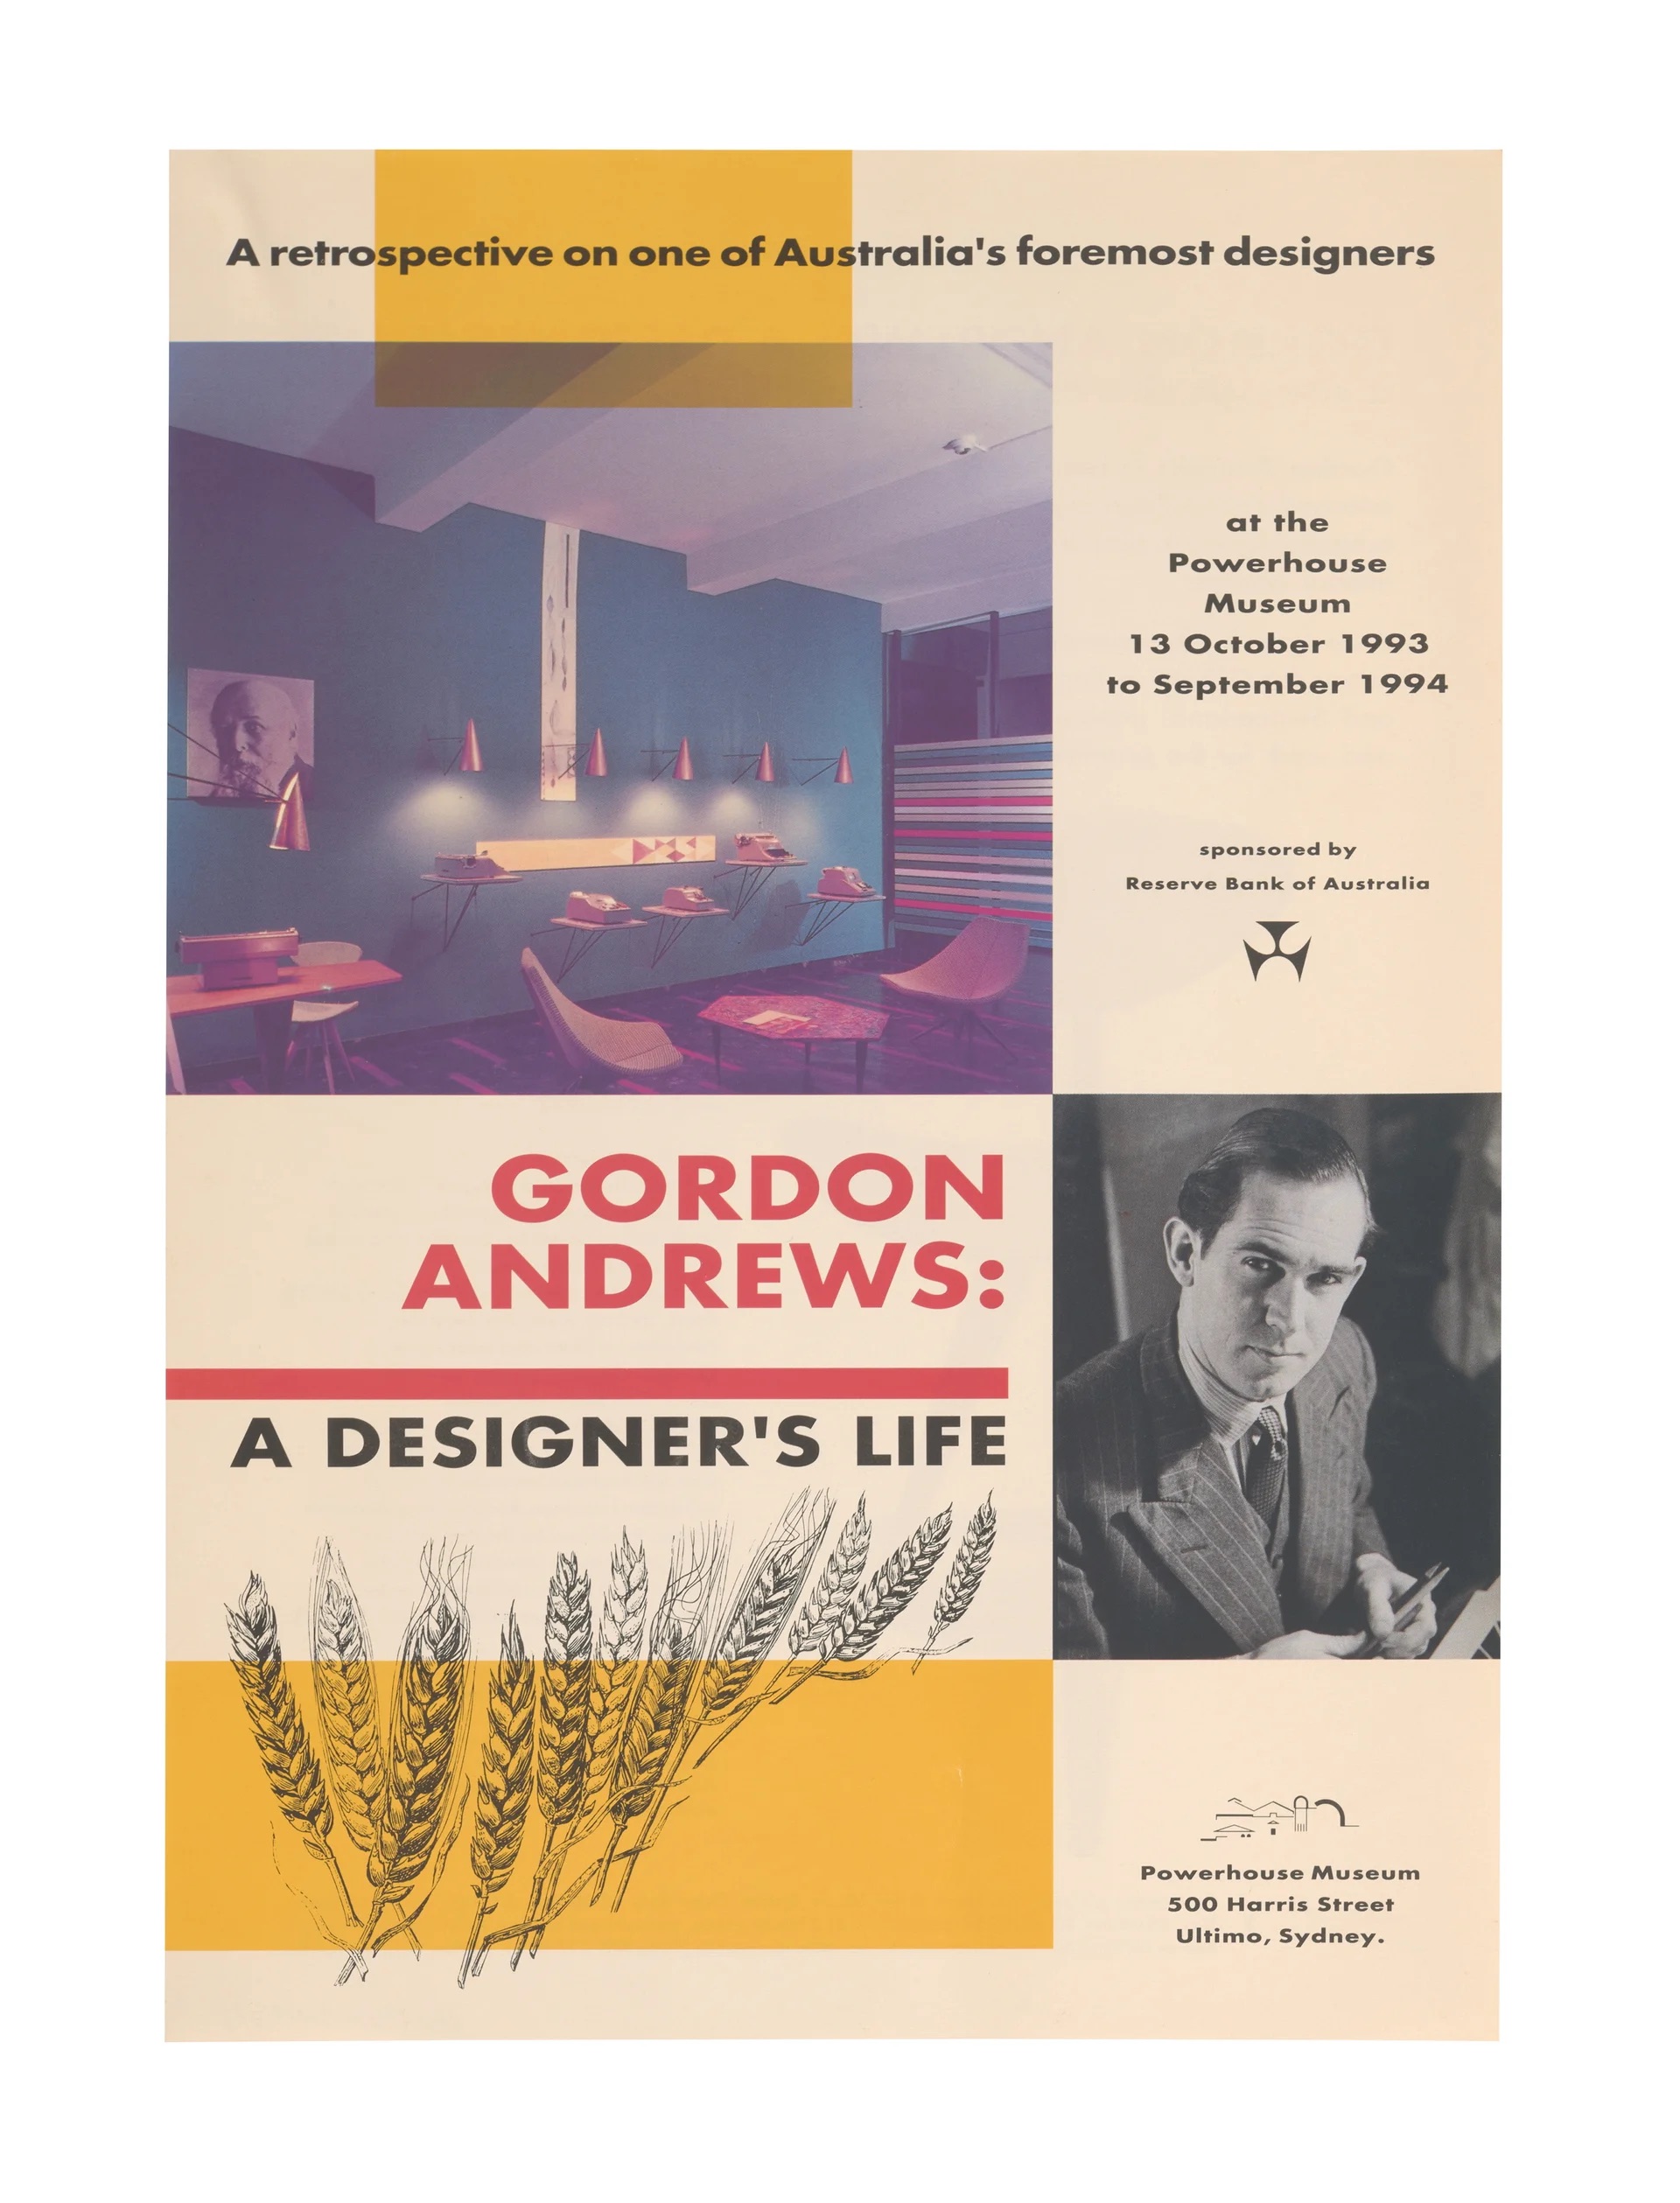 A retrospective on one of Australia's foremost designers
at the
Powerhouse
Museum
13 October 1993
to September 1994
sponsored by
Reserve Bank of Australia
GORDON
ANDREWS:
A DESIGNER'S LIFE
Powerhouse Museum
500 Harris Street
Ultimo, Sydney.